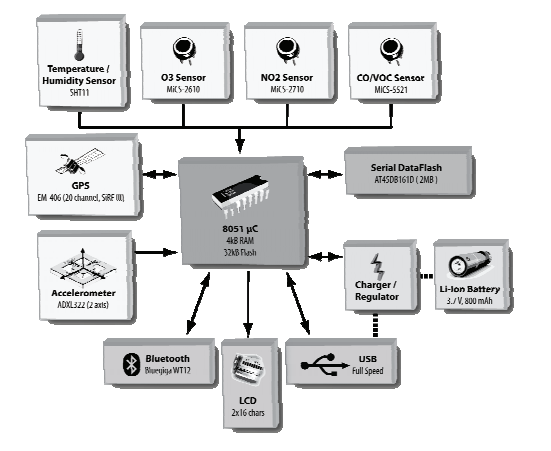 Temperature /
Humidity Sensor
SHT11
O3 Sensor
MiCS-2610
NO2 Sensor
MiCS-2710
CO/VOC Sensor
MiCS-5521
GPS
EM-406 (20 channel, SiRF III)
8051 µC
4kB RAM
32kB Flash
Serial DataFlash
AT45DB161D ( 2MB )
Accelerometer
ADXL322 (2 axis)
Charger /
Regulator
Li-Ion Battery
3.7 V, 800 mAh
Bluetooth
Bluegiga WT12
LCD
2x16 chars
USB
Full Speed